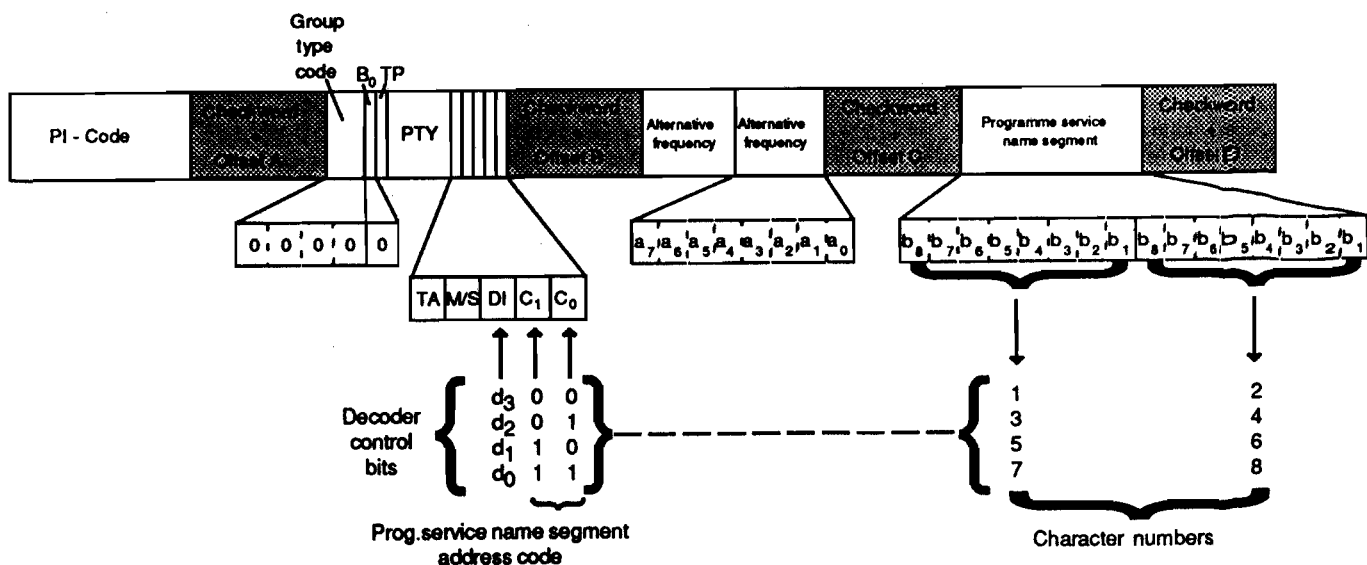 Group
type
code
B₀ TP
PI - Code
Checkword
+
Offset A
PTY
Checkword
+
Offset B
Alternative
frequency
Alternative
frequency
Checkword
+
Offset C
Programme service
name segment
Checkword
+
Offset D
0 0 0 0 0
a₇ a₆ a₅ a₄ a₃ a₂ a₁ a₀
b₈ b₇ b₆ b₅ b₄ b₃ b₂ b₁ b₈ b₇ b₆ b₅ b₄ b₃ b₂ b₁
TA M/S DI C₁ C₀
Decoder
control
bits
d₃ 0 0
d₂ 0 1
d₁ 1 0
d₀ 1 1
1 2
3 4
5 6
7 8
Prog.service name segment
address code
Character numbers